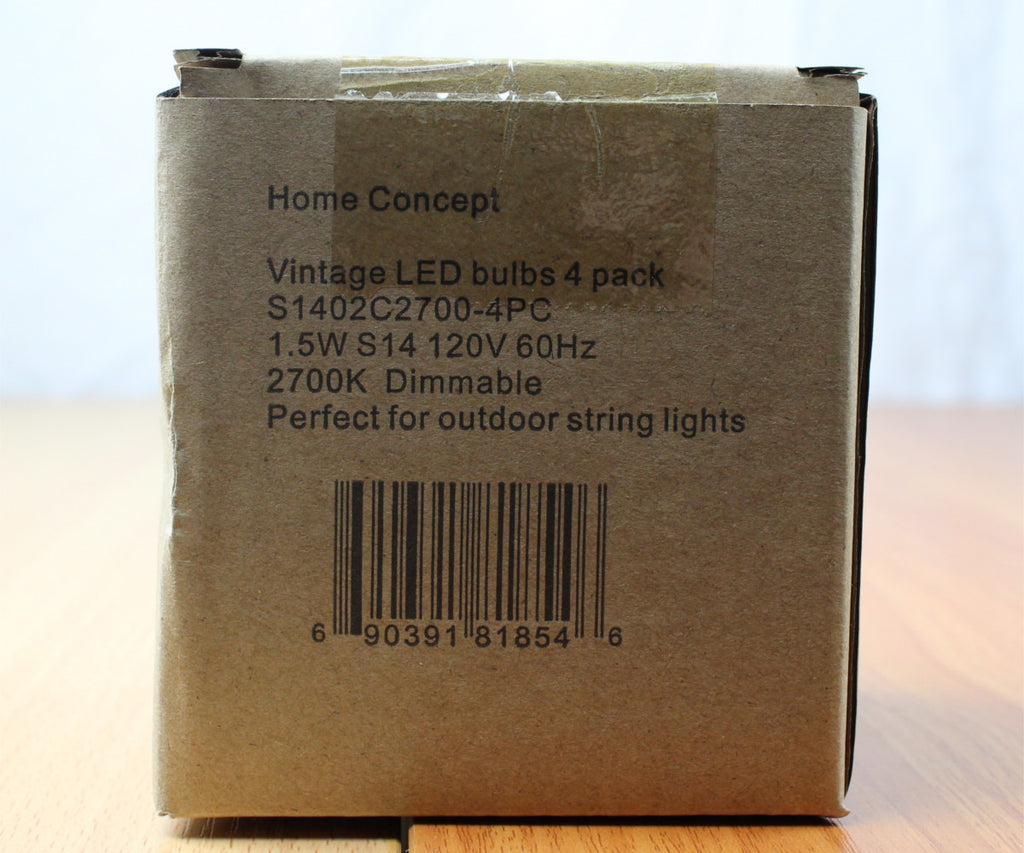 Home Concept
Vintage LED bulbs 4 pack
S1402C2700-4PC
1.5W S14 120V 60Hz
2700K Dimmable
Perfect for outdoor string lights
6 90391 81854 6